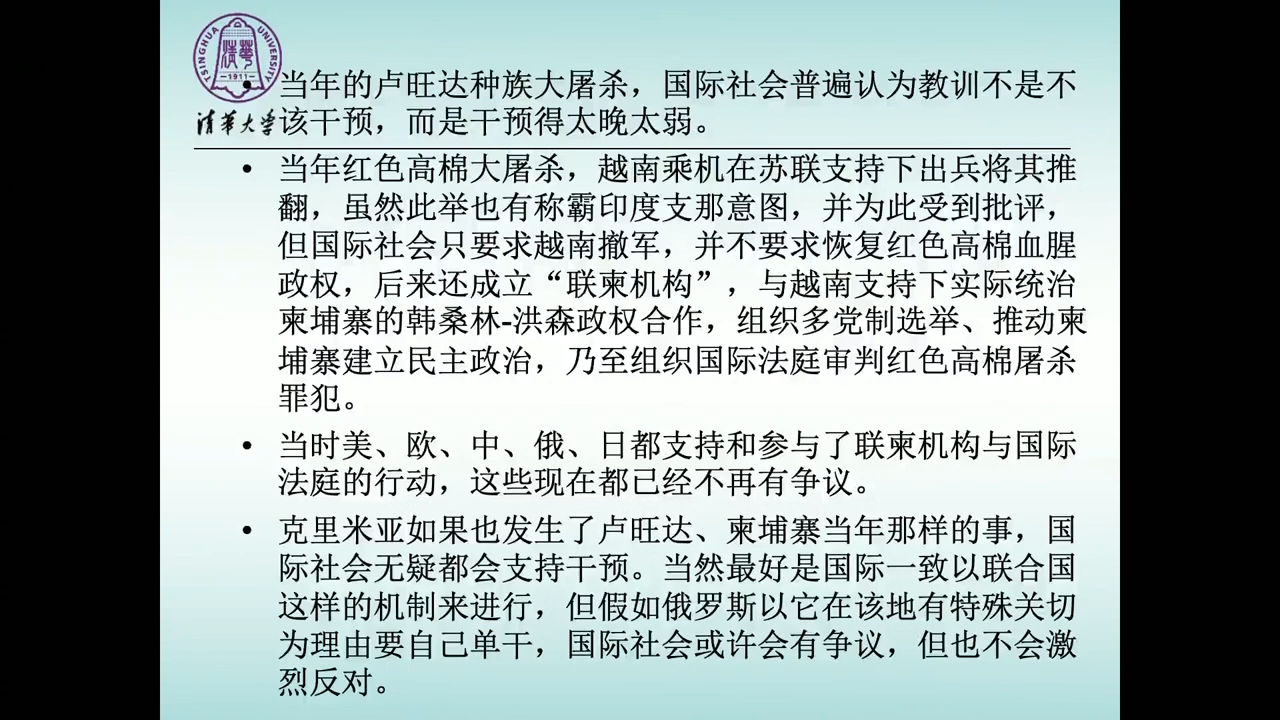 TSINGHUA UNIVERSITY
清華
1911
清华大学
• 当年的卢旺达种族大屠杀，国际社会普遍认为教训不是不
该干预，而是干预得太晚太弱。
• 当年红色高棉大屠杀，越南乘机在苏联支持下出兵将其推
翻，虽然此举也有称霸印度支那意图，并为此受到批评，
但国际社会只要求越南撤军，并不要求恢复红色高棉血腥
政权，后来还成立“联柬机构”，与越南支持下实际统治
柬埔寨的韩桑林-洪森政权合作，组织多党制选举、推动柬
埔寨建立民主政治，乃至组织国际法庭审判红色高棉屠杀
罪犯。
• 当时美、欧、中、俄、日都支持和参与了联柬机构与国际
法庭的行动，这些现在都已经不再有争议。
• 克里米亚如果也发生了卢旺达、柬埔寨当年那样的事，国
际社会无疑都会支持干预。当然最好是国际一致以联合国
这样的机制来进行，但假如俄罗斯以它在该地有特殊关切
为理由要自己单干，国际社会或许会有争议，但也不会激
烈反对。